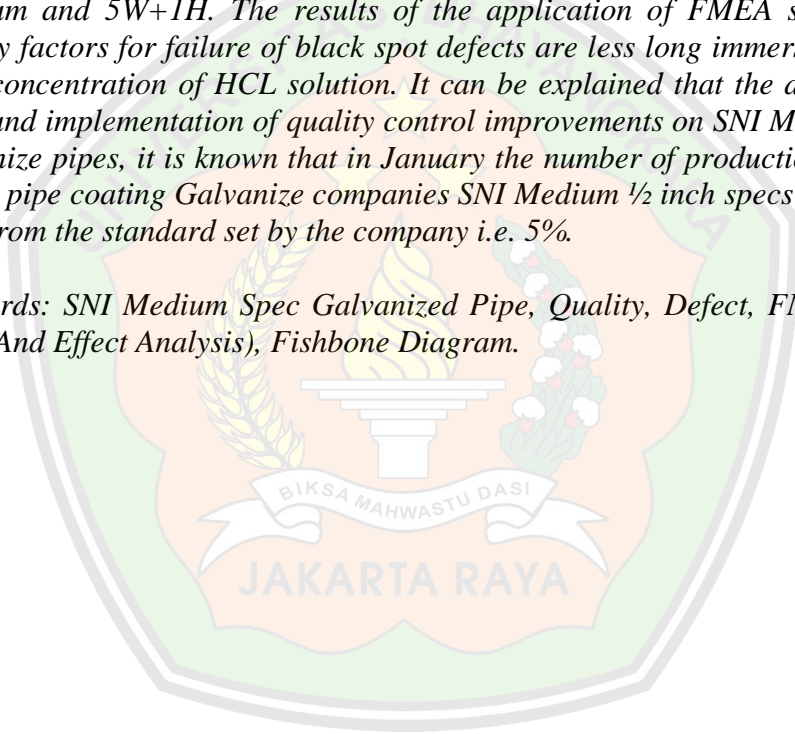 um and 5W+1H. The results of the application of FMEA s
y factors for failure of black spot defects are less long immer
concentration of HCL solution. It can be explained that the a
und implementation of quality control improvements on SNI M
nize pipes, it is known that in January the number of productio
pipe coating Galvanize companies SNI Medium ½ inch specs
from the standard set by the company i.e. 5%.
rds: SNI Medium Spec Galvanized Pipe, Quality, Defect, F
And Effect Analysis), Fishbone Diagram.
BIKSA MAHWASTU DASI
JAKARTA RAYA